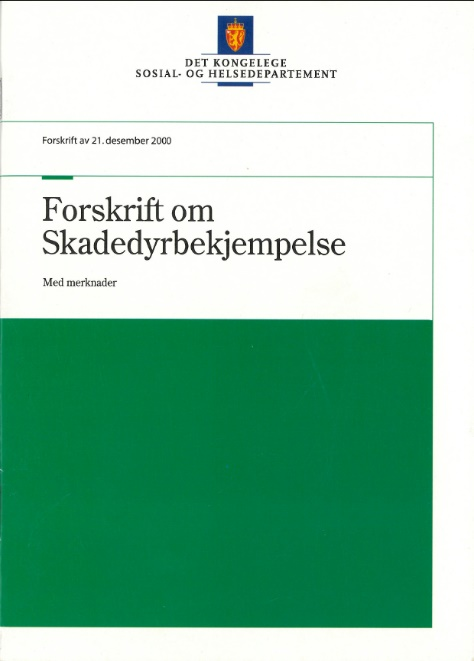 DET KONGELEGE
SOSIAL- OG HELSEDEPARTEMENT
Forskrift av 21. desember 2000
Forskrift om
Skadedyrbekjempelse
Med merknader